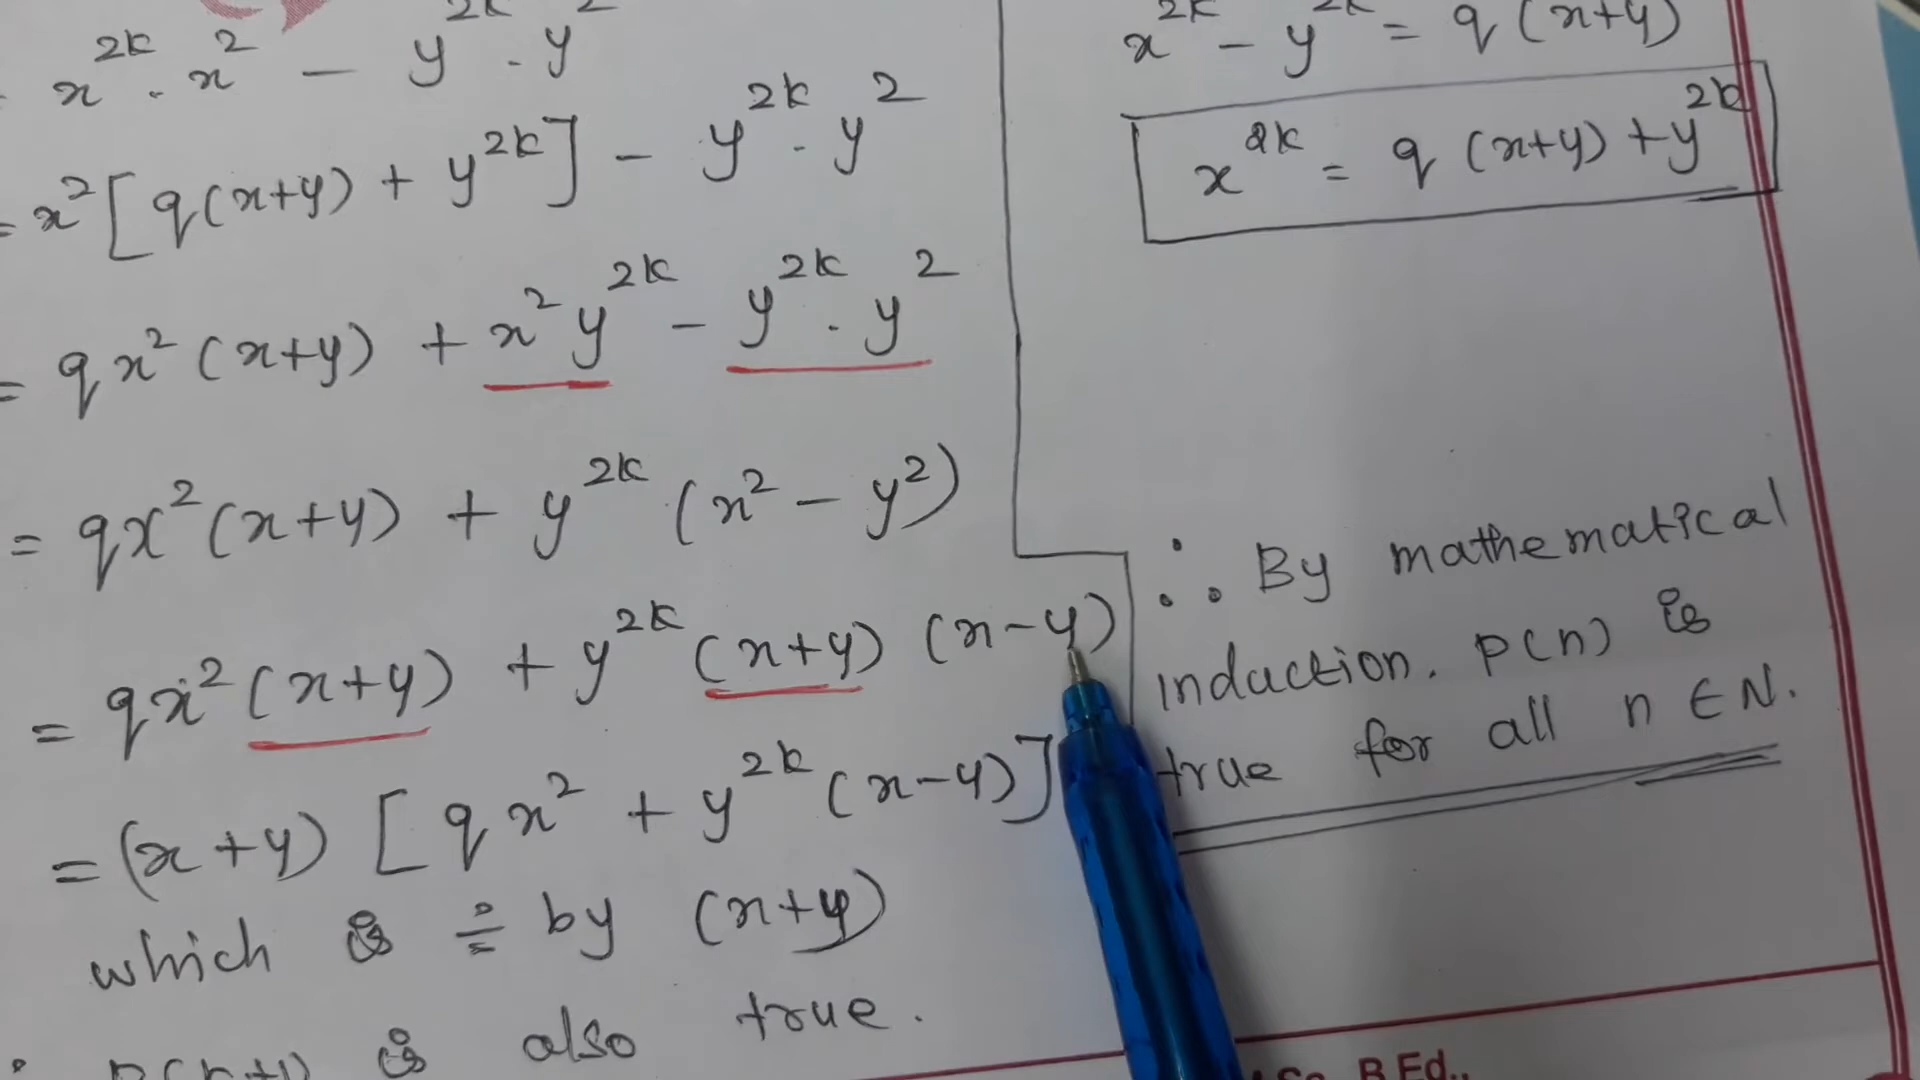 x^{2k} . x^2 - y^{2k} . y^2
= x^2 [q(x+y) + y^{2k}] - y^{2k} . y^2
= qx^2 (x+y) + x^2 y^{2k} - y^{2k} . y^2
= qx^2 (x+y) + y^{2k} (x^2 - y^2)
= qx^2 (x+y) + y^{2k} (x+y) (x-y)
= (x+y) [qx^2 + y^{2k} (x-y)]
which is ÷ by (x+y)
is also true.
x^{2k} - y^{2k} = q (x+y)
x^{2k} = q (x+y) + y^{2k}
∴ By mathematical
induction. P(n) is
true for all n ∈ N.
B.Ed.,